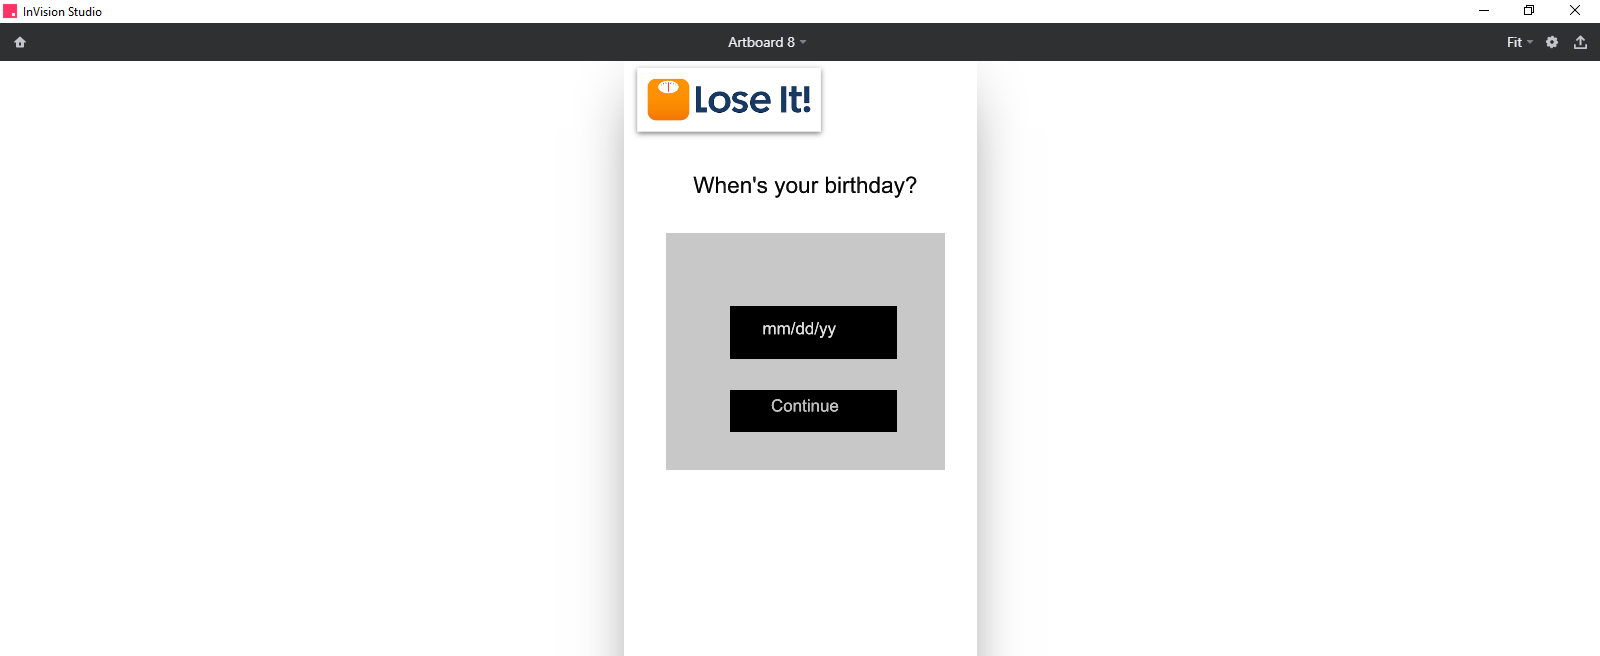 InVision Studio
Artboard 8
Fit
Lose It!
When's your birthday?
mm/dd/yy
Continue